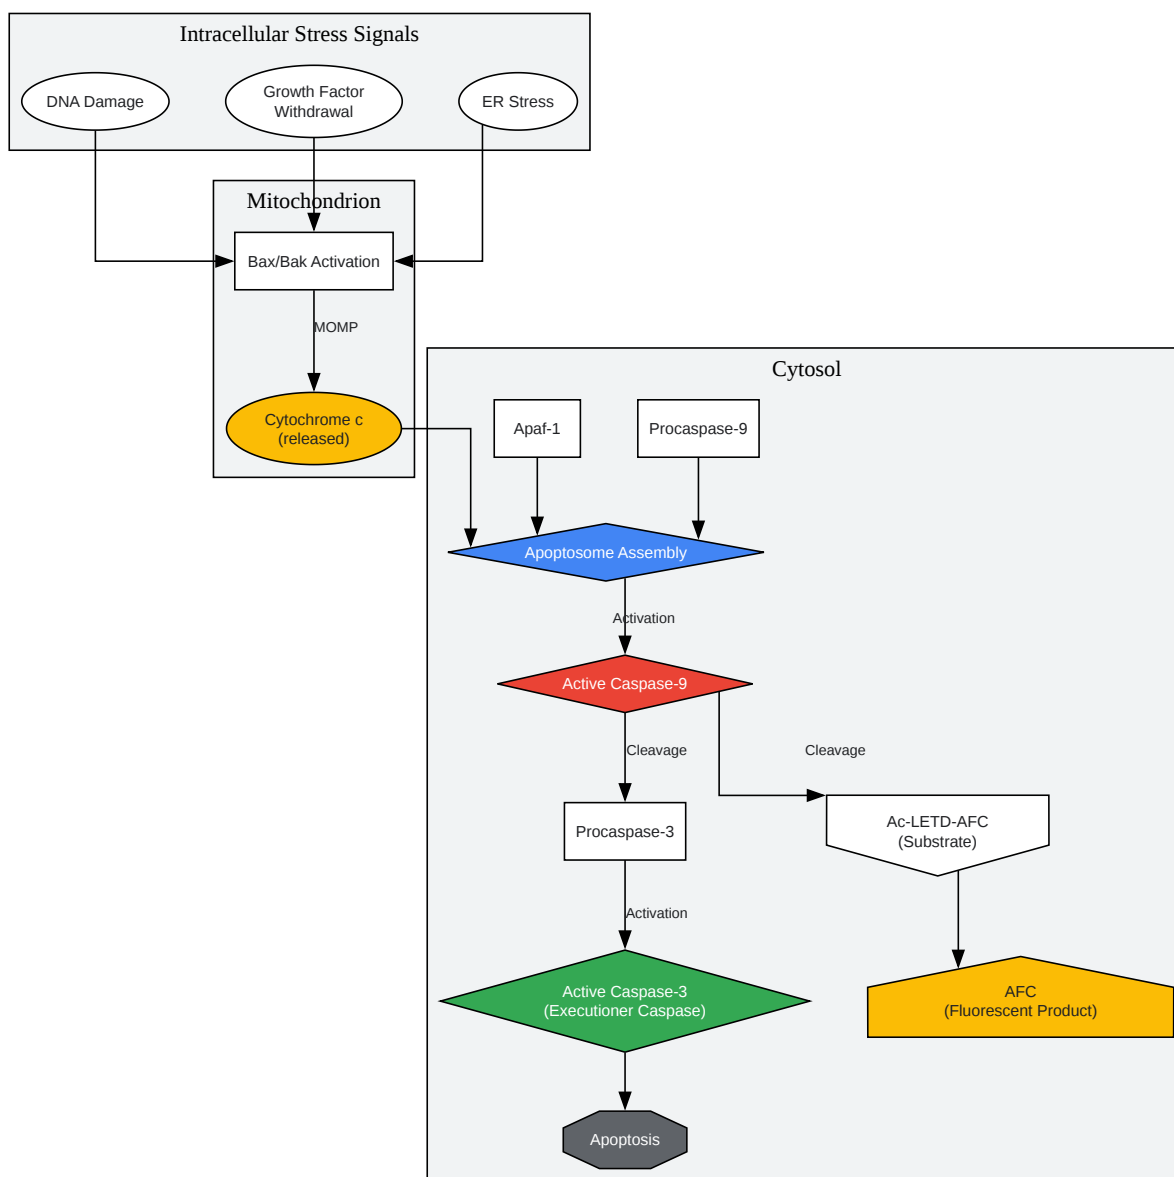 Intracellular Stress Signals
DNA Damage
Growth Factor
Withdrawal
ER Stress
Mitochondrion
Bax/Bak Activation
MOMP
Cytochrome c
(released)
Cytosol
Apaf-1
Procaspase-9
Apoptosome Assembly
Activation
Active Caspase-9
Cleavage
Cleavage
Procaspase-3
Ac-LETD-AFC
(Substrate)
Activation
Active Caspase-3
(Executioner Caspase)
AFC
(Fluorescent Product)
Apoptosis